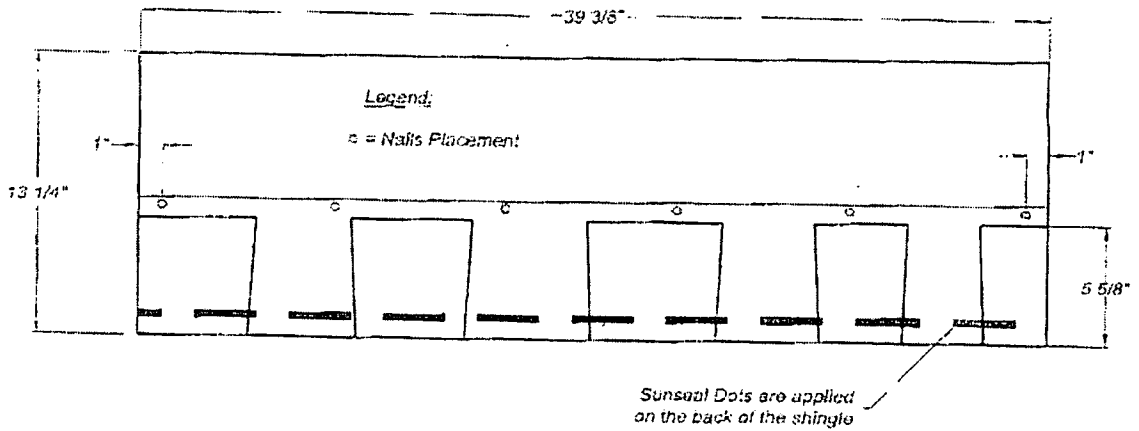 39 3/8"
Legend:
o = Nails Placement
1"
1"
13 1/4"
5 5/8"
Sunseal Dots are applied
on the back of the shingle